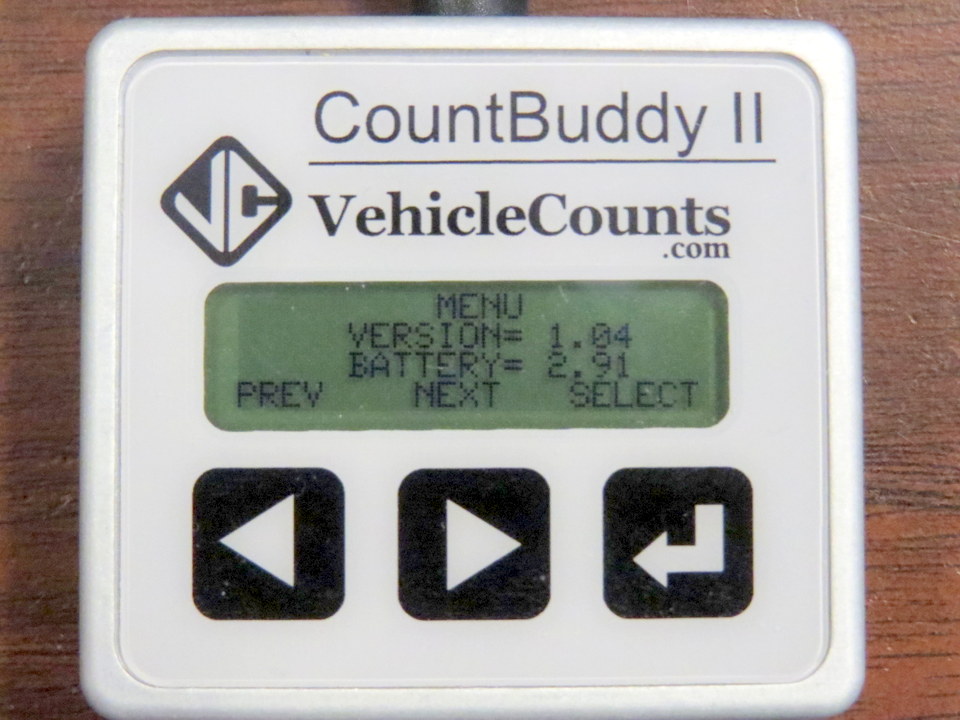 CountBuddy II
VC
VehicleCounts
.com
MENU
VERSION= 1.04
BATTERY= 2.91
PREV NEXT SELECT